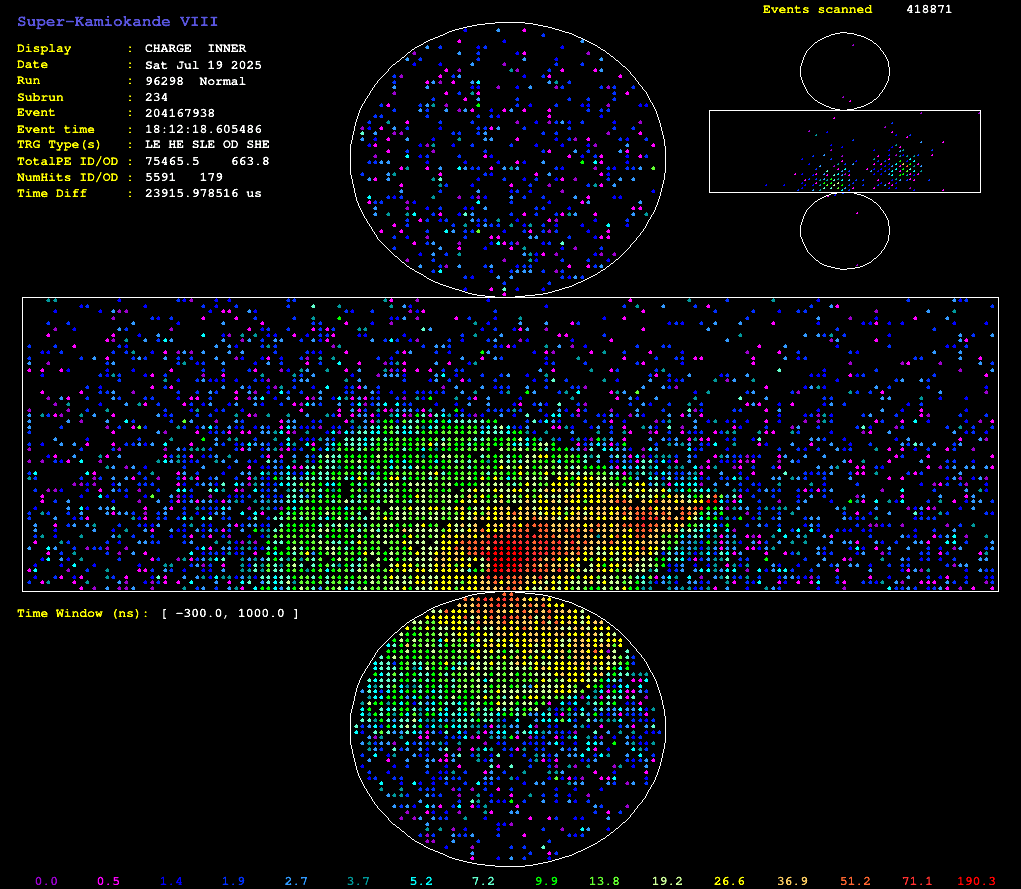 Super-Kamiokande VIII
Events scanned 418871
Display : CHARGE INNER
Date : Sat Jul 19 2025
Run : 96298 Normal
Subrun : 234
Event : 204167938
Event time : 18:12:18.605486
TRG Type(s) : LE HE SLE OD SHE
TotalPE ID/OD : 75465.5 663.8
NumHits ID/OD : 5591 179
Time Diff : 23915.978516 us
Time Window (ns): [ -300.0, 1000.0 ]
0.0 0.5 1.4 1.9 2.7 3.7 5.2 7.2 9.9 13.8 19.2 26.6 36.9 51.2 71.1 190.3